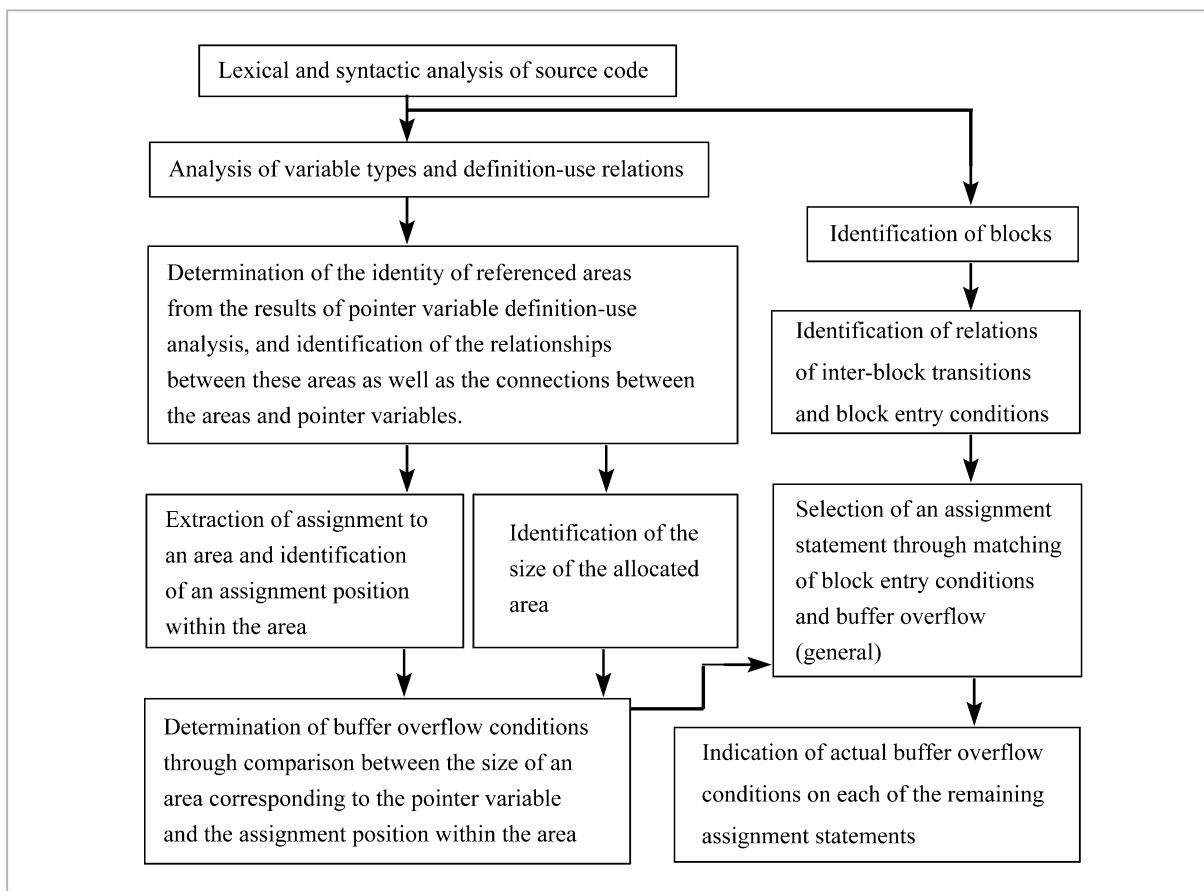 Lexical and syntactic analysis of source code
Analysis of variable types and definition-use relations
Identification of blocks
Determination of the identity of referenced areas
from the results of pointer variable definition-use
analysis, and identification of the relationships
between these areas as well as the connections between
the areas and pointer variables.
Identification of relations
of inter-block transitions
and block entry conditions
Extraction of assignment to
an area and identification
of an assignment position
within the area
Identification of the
size of the allocated
area
Selection of an assignment
statement through matching
of block entry conditions
and buffer overflow
(general)
Determination of buffer overflow conditions
through comparison between the size of an
area corresponding to the pointer variable
and the assignment position within the area
Indication of actual buffer overflow
conditions on each of the remaining
assignment statements